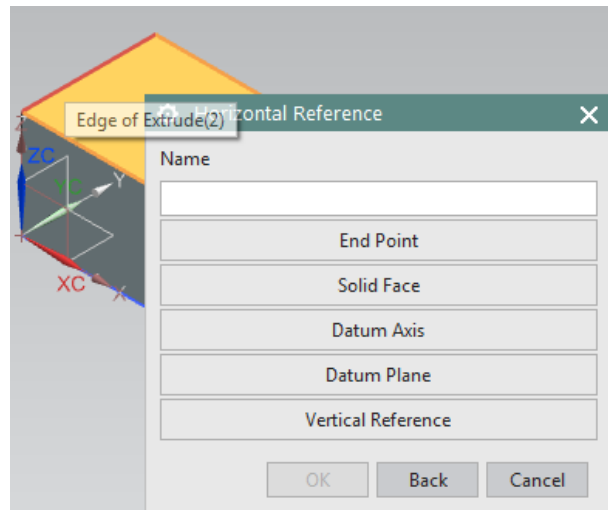 Edge of Extrude(2)
Horizontal Reference
Name
ZC
YC
Y
XC
X
End Point
Solid Face
Datum Axis
Datum Plane
Vertical Reference
OK
Back
Cancel